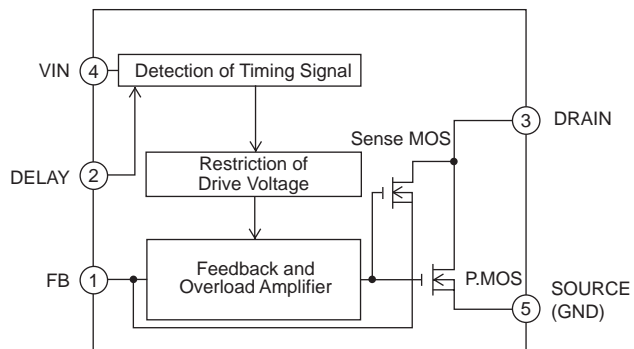 VIN
4
Detection of Timing Signal
3
DRAIN
Sense MOS
Restriction of
Drive Voltage
DELAY
2
FB
1
Feedback and
Overload Amplifier
P.MOS
SOURCE
(GND)
5